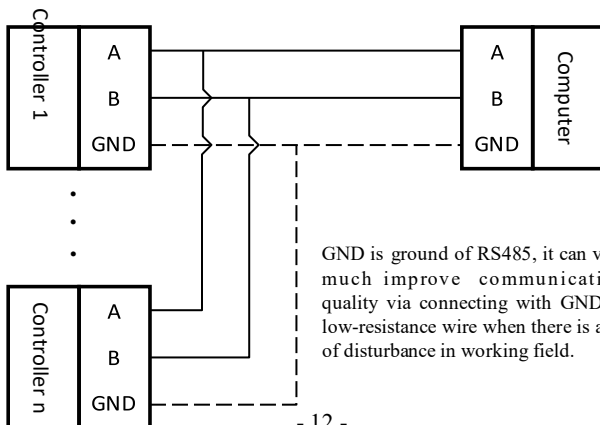 Controller 1
A
B
GND
A
B
GND
Computer
GND is ground of RS485, it can
much improve
quality via connecting with GND
low-resistance wire when there is
of disturbance in working field.
Controller n
A
B
GND
- 12 -